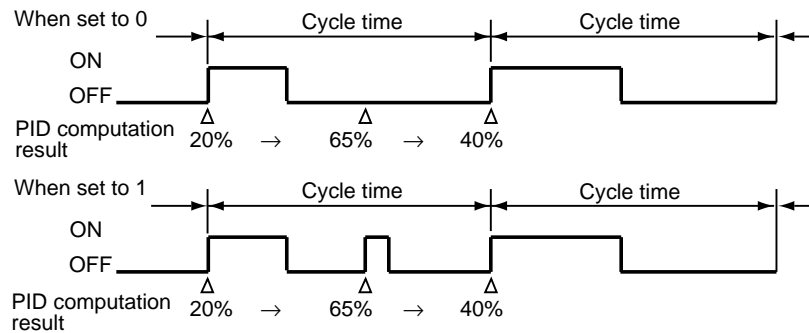 When set to 0
Cycle time
Cycle time
ON
OFF
PID computation
result
20% → 65% → 40%
When set to 1
Cycle time
Cycle time
ON
OFF
PID computation
result
20% → 65% → 40%